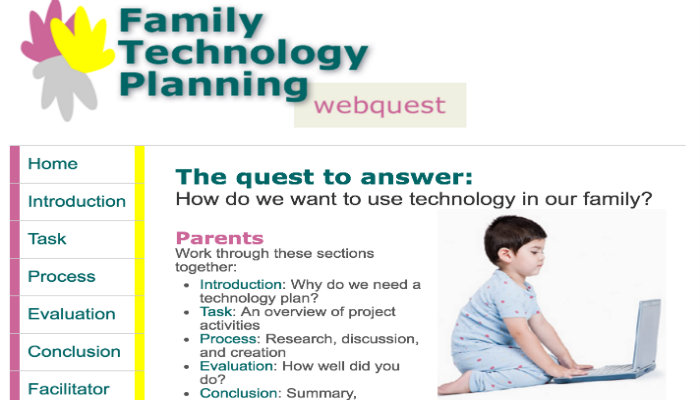 Family
Technology
Planning
webquest
Home
Introduction
Task
Process
Evaluation
Conclusion
Facilitator
The quest to answer:
How do we want to use technology in our family?
Parents
Work through these sections
together:
• Introduction: Why do we need a
technology plan?
• Task: An overview of project
activities
• Process: Research, discussion,
and creation
• Evaluation: How well did you
do?
• Conclusion: Summary,